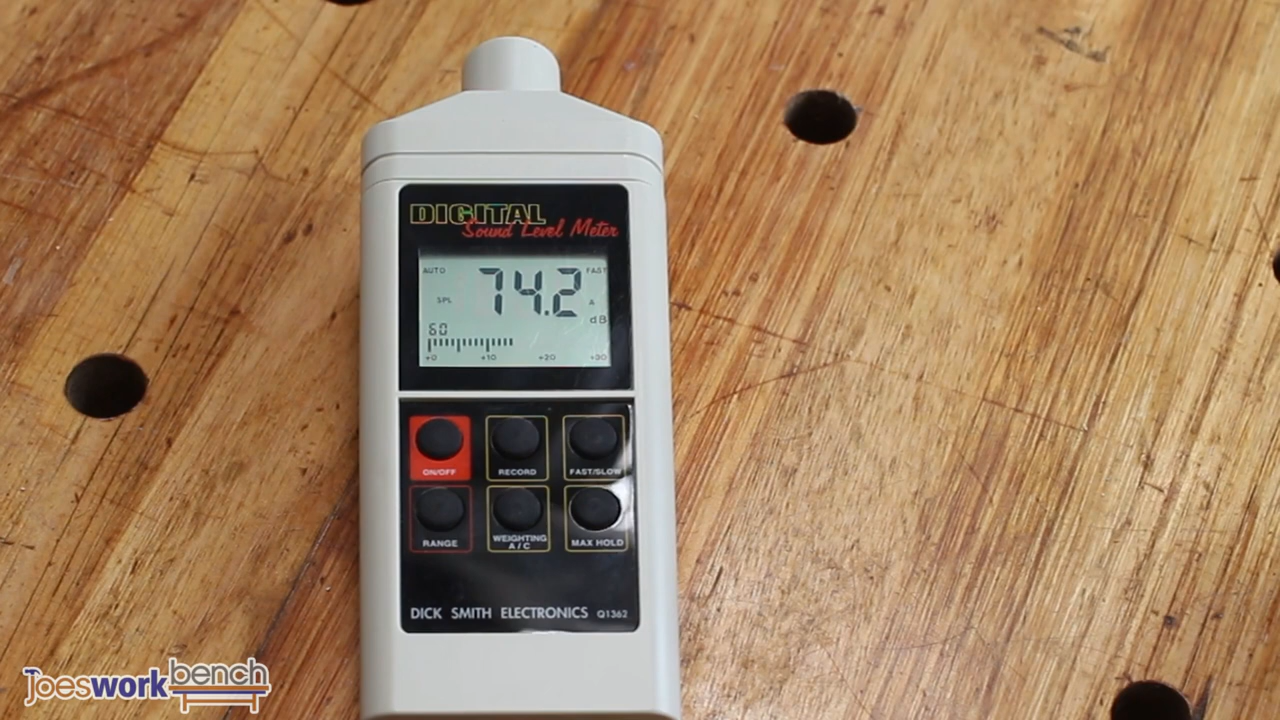 DIGITAL
Sound Level Meter
AUTO 74.2 FAST
SPL A
dB
60
+0 +10 +20 +30
ON/OFF RECORD FAST/SLOW
RANGE WEIGHTING A/C MAX HOLD
DICK SMITH ELECTRONICS Q1362
joesworkbench